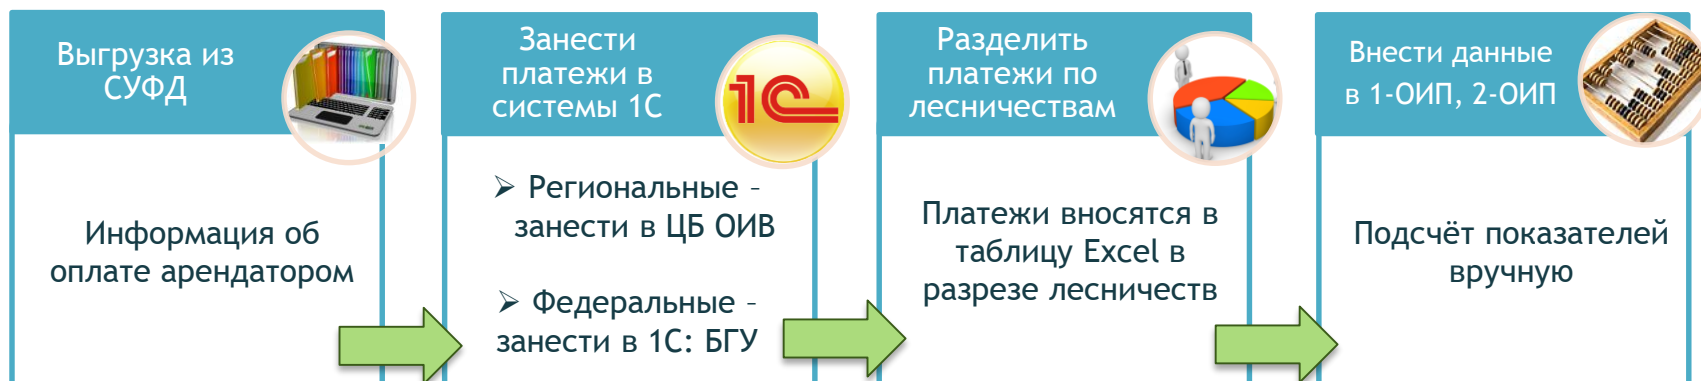 Выгрузка из
СУФД
Информация об
оплате арендатором
Занести
платежи в
системы 1С
1С
➢ Региональные –
занести в ЦБ ОИВ
➢ Федеральные –
занести в 1С: БГУ
Разделить
платежи по
лесничествам
Платежи вносятся в
таблицу Excel в
разрезе лесничеств
Внести данные
в 1-ОИП, 2-ОИП
Подсчёт показателей
вручную